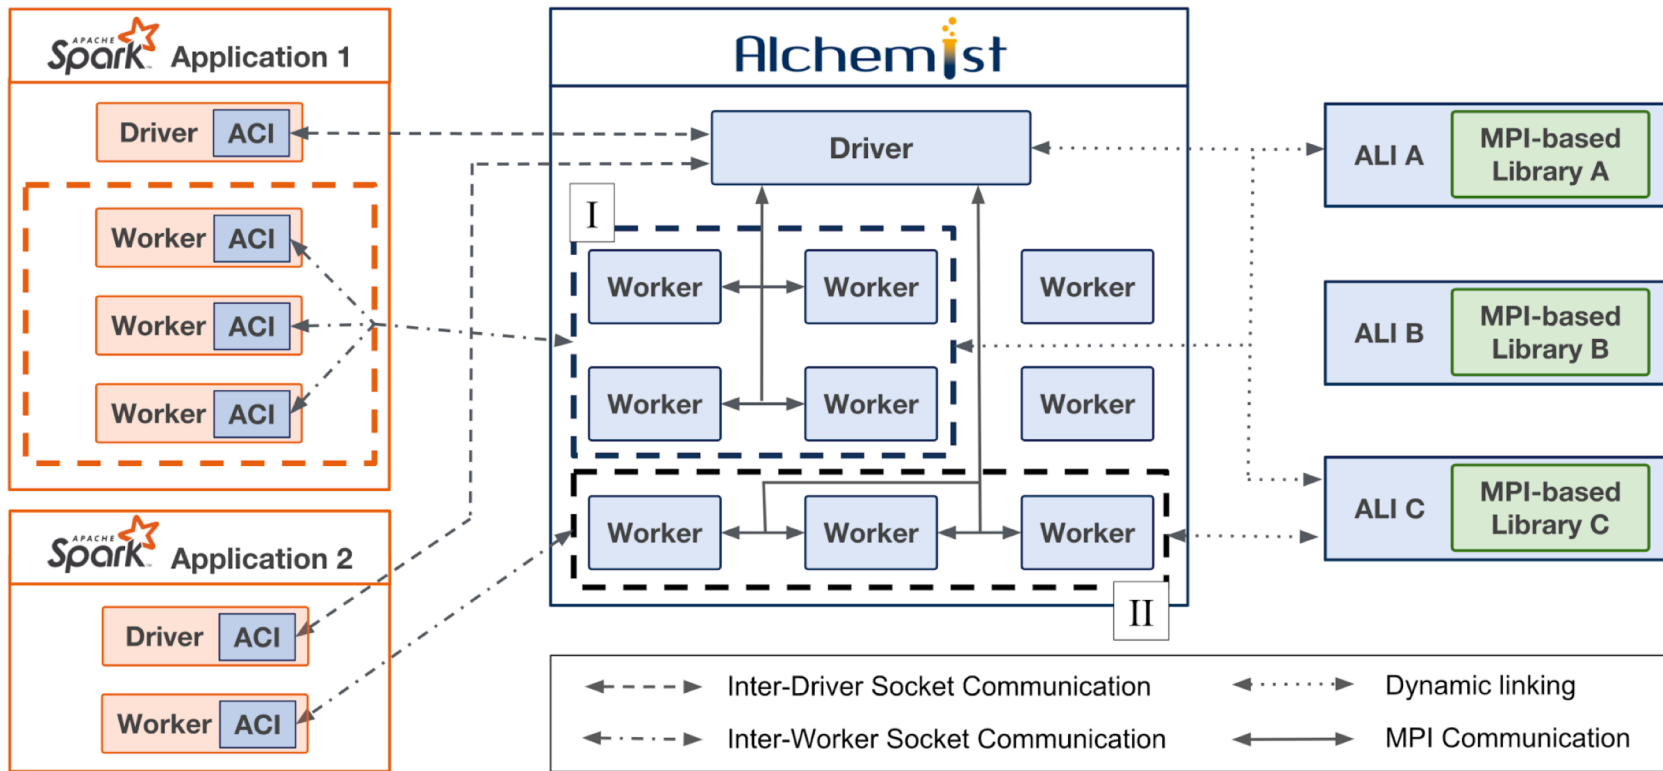 APACHE
Spark Application 1
Driver ACI
Worker ACI
Worker ACI
Worker ACI
APACHE
Spark Application 2
Driver ACI
Worker ACI
Alchemist
Driver
I
Worker Worker Worker
Worker Worker Worker
Worker Worker Worker
II
ALI A
MPI-based
Library A
ALI B
MPI-based
Library B
ALI C
MPI-based
Library C
Inter-Driver Socket Communication
Dynamic linking
Inter-Worker Socket Communication
MPI Communication